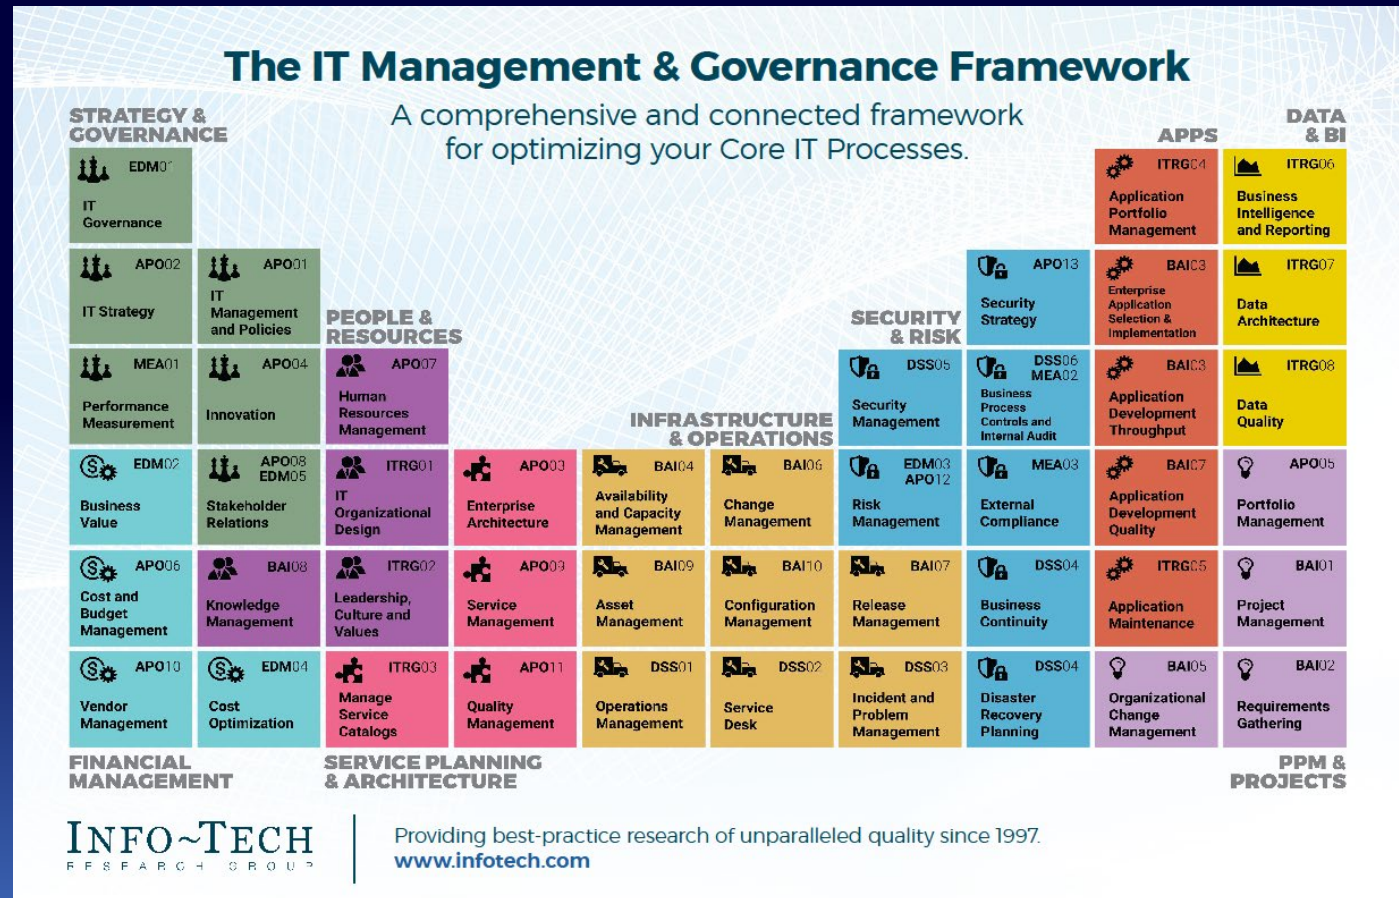 The IT Management & Governance Framework
A comprehensive and connected framework
for optimizing your Core IT Processes.
STRATEGY &
GOVERNANCE
APPS
DATA
& BI
EDM01
IT
Governance
ITRG04
Application
Portfolio
Management
ITRG06
Business
Intelligence
and Reporting
APO02
IT Strategy
APO01
IT
Management
and Policies
PEOPLE &
RESOURCES
SECURITY
& RISK
APO13
Security
Strategy
BAI03
Enterprise
Application
Selection &
Implementation
ITRG07
Data
Architecture
MEA01
Performance
Measurement
APO04
Innovation
APO07
Human
Resources
Management
INFRASTRUCTURE
& OPERATIONS
DSS05
Security
Management
DSS06
MEA02
Business
Process
Controls and
Internal Audit
BAI03
Application
Development
Throughput
ITRG08
Data
Quality
EDM02
Business
Value
APO08
EDM05
Stakeholder
Relations
ITRG01
IT
Organizational
Design
APO03
Enterprise
Architecture
BAI04
Availability
and Capacity
Management
BAI06
Change
Management
EDM03
APO12
Risk
Management
MEA03
External
Compliance
BAI07
Application
Development
Quality
APO05
Portfolio
Management
APO06
Cost and
Budget
Management
BAI08
Knowledge
Management
ITRG02
Leadership,
Culture and
Values
APO09
Service
Management
BAI09
Asset
Management
BAI10
Configuration
Management
BAI07
Release
Management
DSS04
Business
Continuity
ITRG05
Application
Maintenance
BAI01
Project
Management
APO10
Vendor
Management
EDM04
Cost
Optimization
ITRG03
Manage
Service
Catalogs
APO11
Quality
Management
DSS01
Operations
Management
DSS02
Service
Desk
DSS03
Incident and
Problem
Management
DSS04
Disaster
Recovery
Planning
BAI05
Organizational
Change
Management
BAI02
Requirements
Gathering
FINANCIAL
MANAGEMENT
SERVICE PLANNING
& ARCHITECTURE
PPM &
PROJECTS
INFO~TECH
RESEARCH GROUP
Providing best-practice research of unparalleled quality since 1997.
www.infotech.com